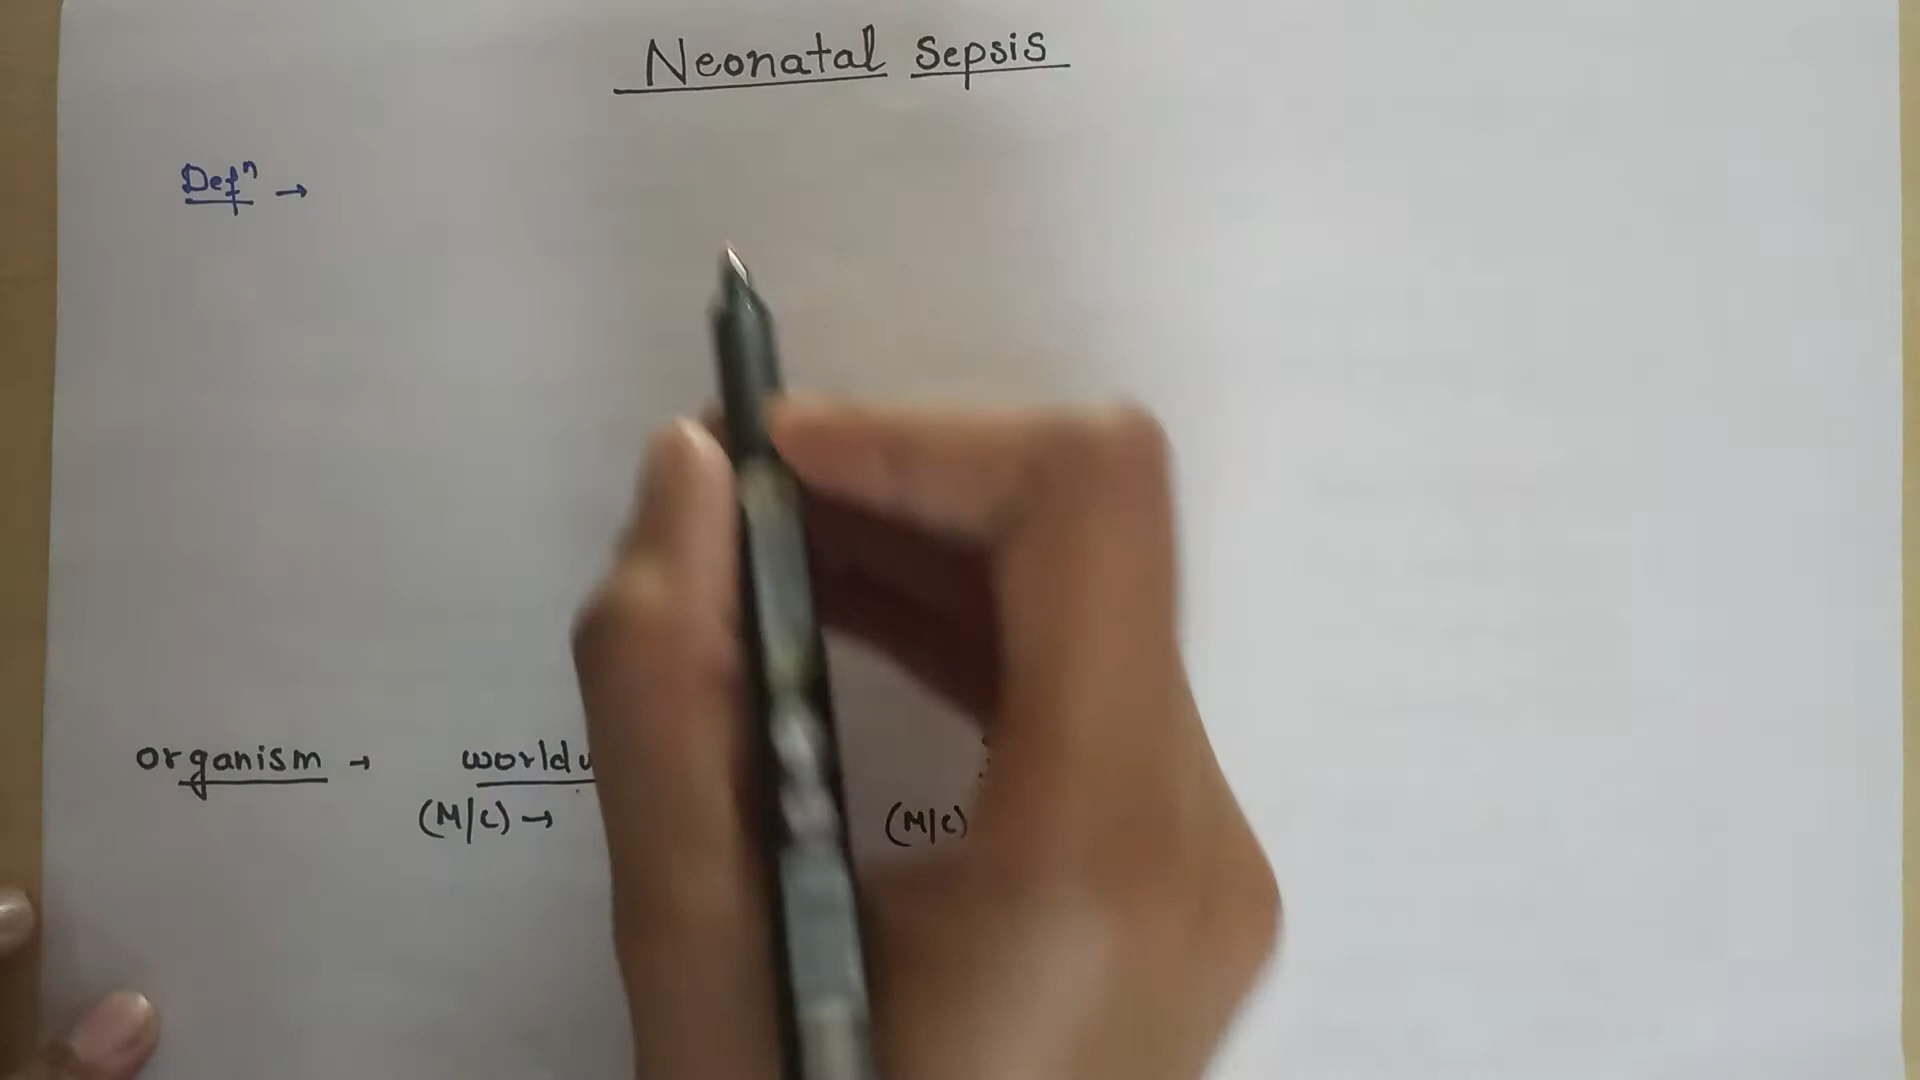 Neonatal Sepsis
Defⁿ →
organism →
(M/C) → (M/C)